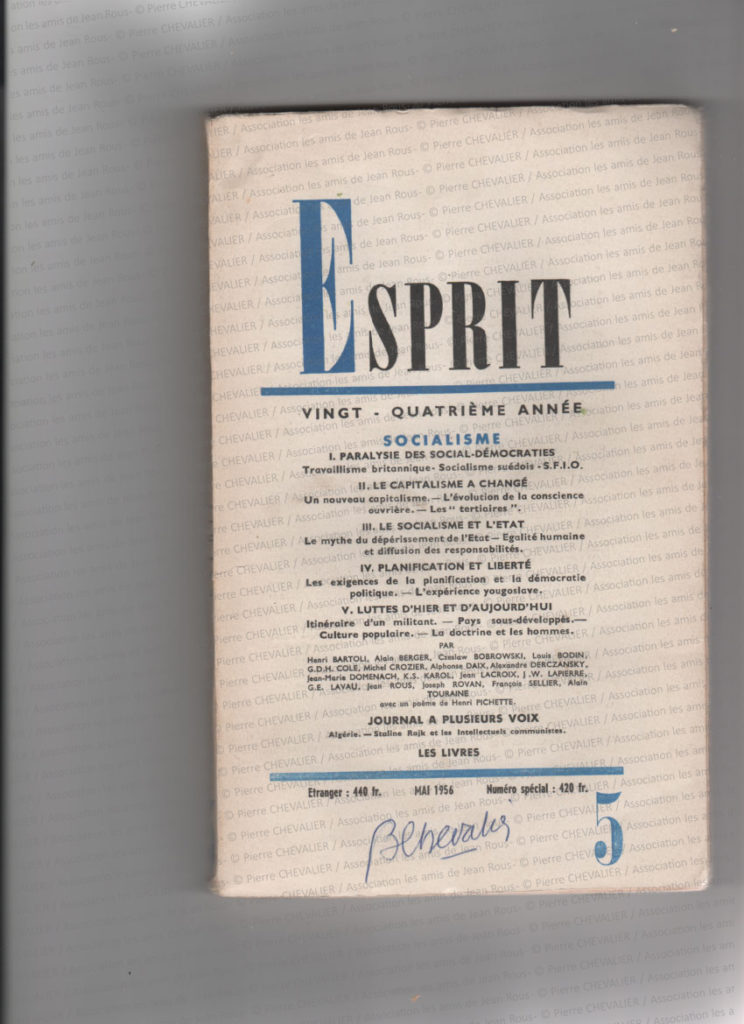 ESPRIT
VINGT - QUATRIÈME ANNÉE
SOCIALISME
I. PARALYSIE DES SOCIAL-DÉMOCRATIES
Travaillisme britannique - Socialisme suédois - S.F.I.O.
II. LE CAPITALISME A CHANGÉ
Un nouveau capitalisme. — L'évolution de la conscience
ouvrière. — Les " tertiaires ".
III. LE SOCIALISME ET L'ETAT
Le mythe du dépérissement de l'Etat — Egalité humaine
et diffusion des responsabilités.
IV. PLANIFICATION ET LIBERTÉ
Les exigences de la planification et la démocratie
politique. — L'expérience yougoslave.
V. LUTTES D'HIER ET D'AUJOURD'HUI
Itinéraire d'un militant. — Pays sous-développés. —
Culture populaire. — La doctrine et les hommes.
PAR
Henri BARTOLI, Alain BERGER, Czeslaw BOBROWSKI, Louis BODIN,
G.D.H. COLE, Michel CROZIER, Alphonse DAIX, Alexandre DERCZANSKY,
Jean-Marie DOMENACH, K.S. KAROL, Jean LACROIX, J.W. LAPIERRE,
G.E. LAVAU, Jean ROUS, Joseph ROVAN, François SELLIER, Alain
TOURAINE
avec un poème de Henri PICHETTE.
JOURNAL A PLUSIEURS VOIX
Algérie. — Staline Rajk et les Intellectuels communistes.
LES LIVRES
Etranger : 440 fr. MAI 1956 Numéro spécial : 420 fr.
5
© Pierre CHEVALIER / Association les amis de Jean Rous-